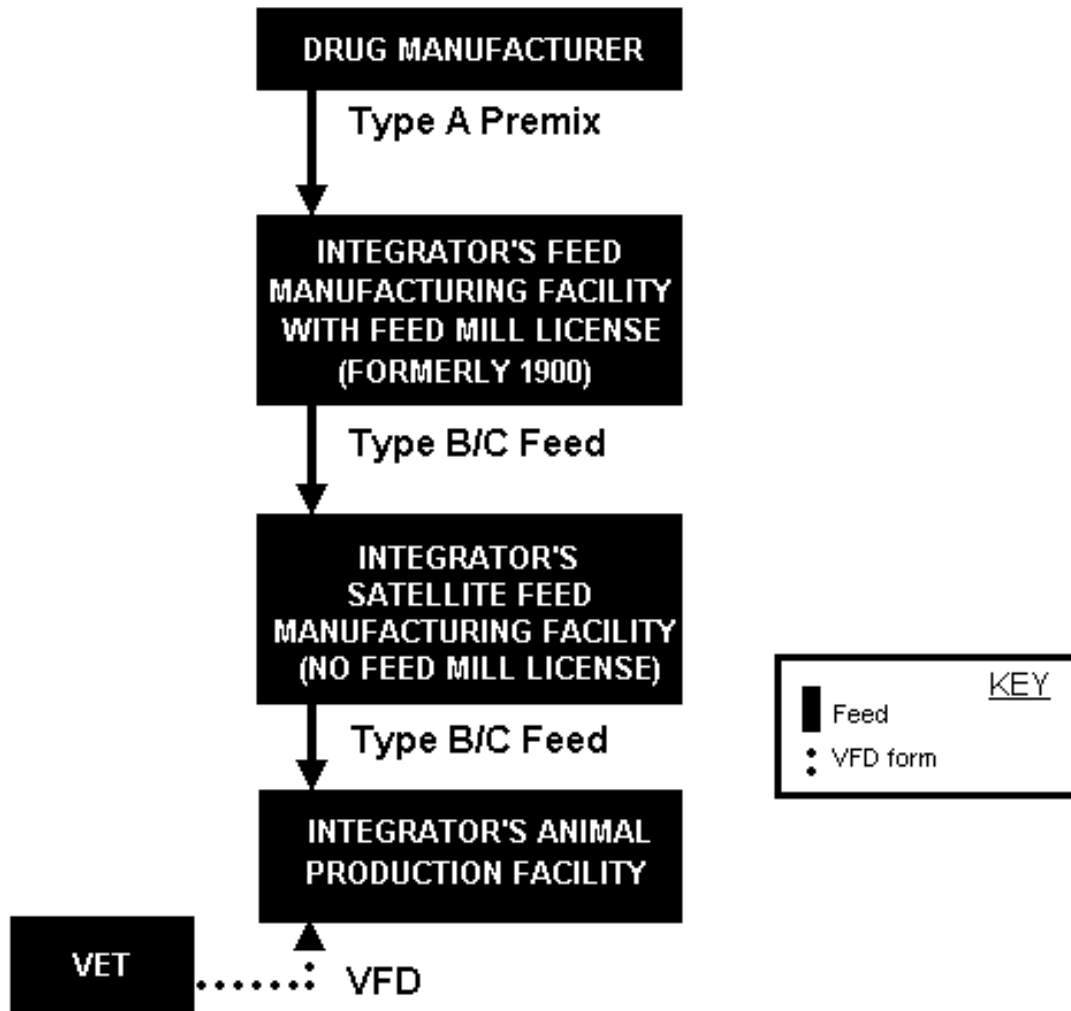 DRUG MANUFACTURER
Type A Premix
INTEGRATOR'S FEED
MANUFACTURING FACILITY
WITH FEED MILL LICENSE
(FORMERLY 1900)
Type B/C Feed
INTEGRATOR'S
SATELLITE FEED
MANUFACTURING FACILITY
(NO FEED MILL LICENSE)
Type B/C Feed
INTEGRATOR'S ANIMAL
PRODUCTION FACILITY
VET
VFD
KEY
Feed
VFD form